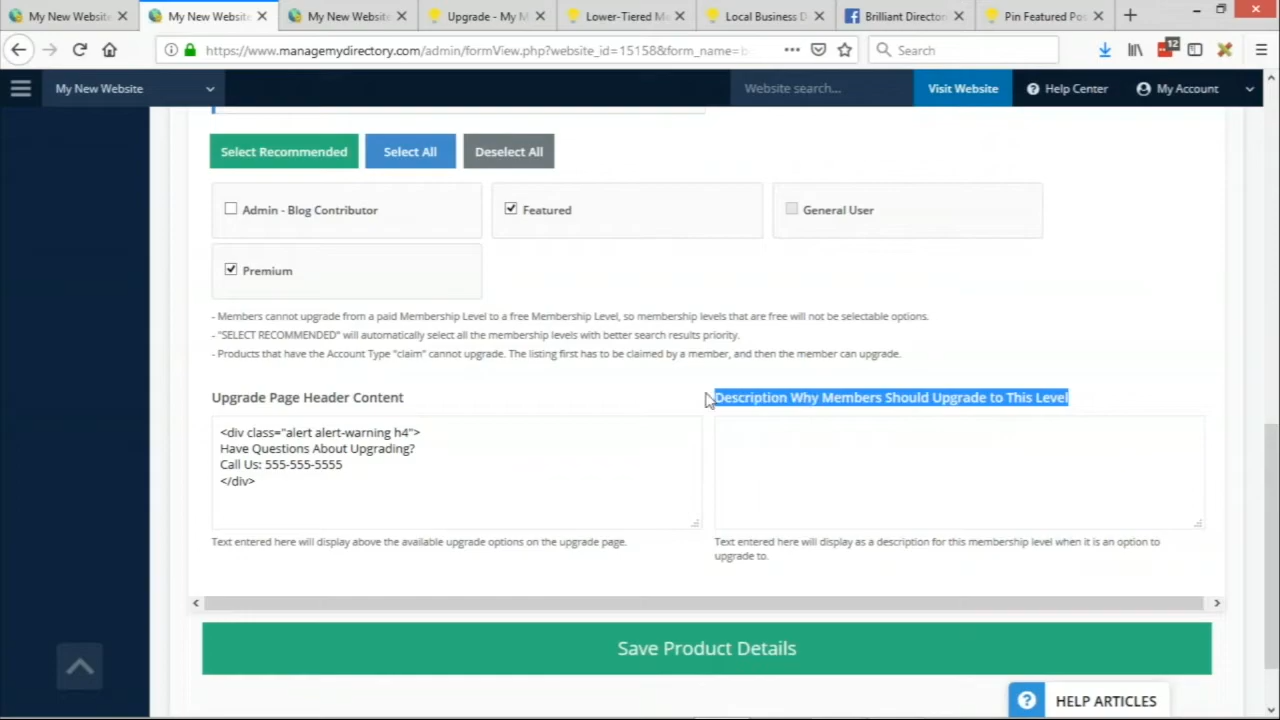 My New Website
My New Website
My New Website
Upgrade - My M
Lower-Tiered Me
Local Business D
Brilliant Director
Pin Featured Pos
https://www.managemydirectory.com/admin/formView.php?website_id=15158&form_name=b
Search
12
My New Website
Website search...
Visit Website
Help Center
My Account
Select Recommended
Select All
Deselect All
Admin - Blog Contributor
Featured
General User
Premium
- Members cannot upgrade from a paid Membership Level to a free Membership Level, so membership levels that are free will not be selectable options.
- "SELECT RECOMMENDED" will automatically select all the membership levels with better search results priority.
- Products that have the Account Type "claim" cannot upgrade. The listing first has to be claimed by a member, and then the member can upgrade.
Upgrade Page Header Content
Description Why Members Should Upgrade to This Level
<div class="alert alert-warning h4">
Have Questions About Upgrading?
Call Us: 555-555-5555
</div>
Text entered here will display above the available upgrade options on the upgrade page.
Text entered here will display as a description for this membership level when it is an option to
upgrade to.
Save Product Details
HELP ARTICLES